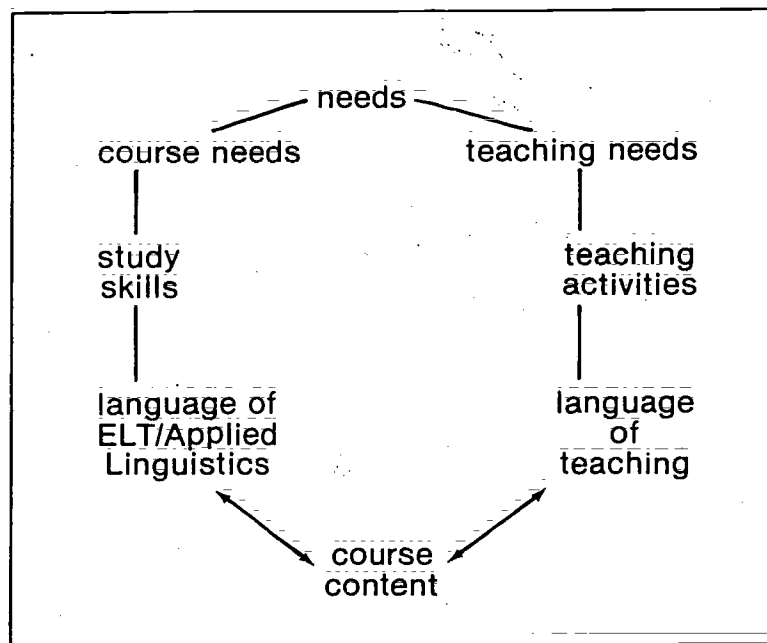 needs
course needs
teaching needs
study
skills
teaching
activities
language of
ELT/Applied
Linguistics
language
of
teaching
course
content